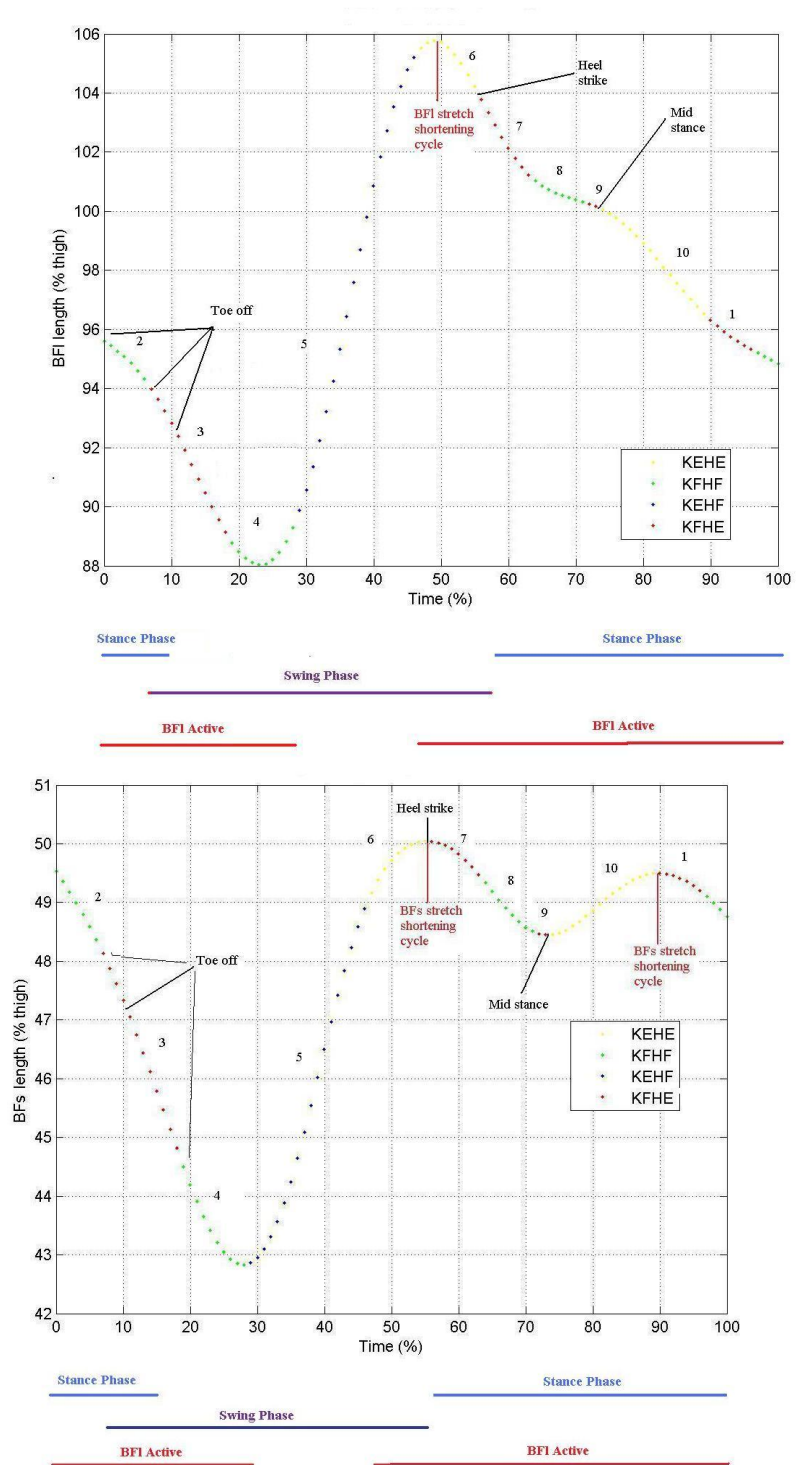 106
104
102
100
98
96
94
92
90
88
BFl length (% thigh)
6
Heel
strike
BFl stretch
shortening
cycle
7
Mid
stance
8
9
10
Toe off
2
5
1
3
4
KEHE
KFHF
KEHF
KFHE
0 10 20 30 40 50 60 70 80 90 100
Time (%)
Stance Phase
Stance Phase
Swing Phase
BFl Active
BFl Active
51
50
49
48
47
46
45
44
43
42
BFs length (% thigh)
Heel strike
6
7
10
1
8
2
BFs stretch
shortening
cycle
9
BFs stretch
shortening
cycle
Toe off
Mid stance
3
5
4
KEHE
KFHF
KEHF
KFHE
0 10 20 30 40 50 60 70 80 90 100
Time (%)
Stance Phase
Stance Phase
Swing Phase
BFl Active
BFl Active